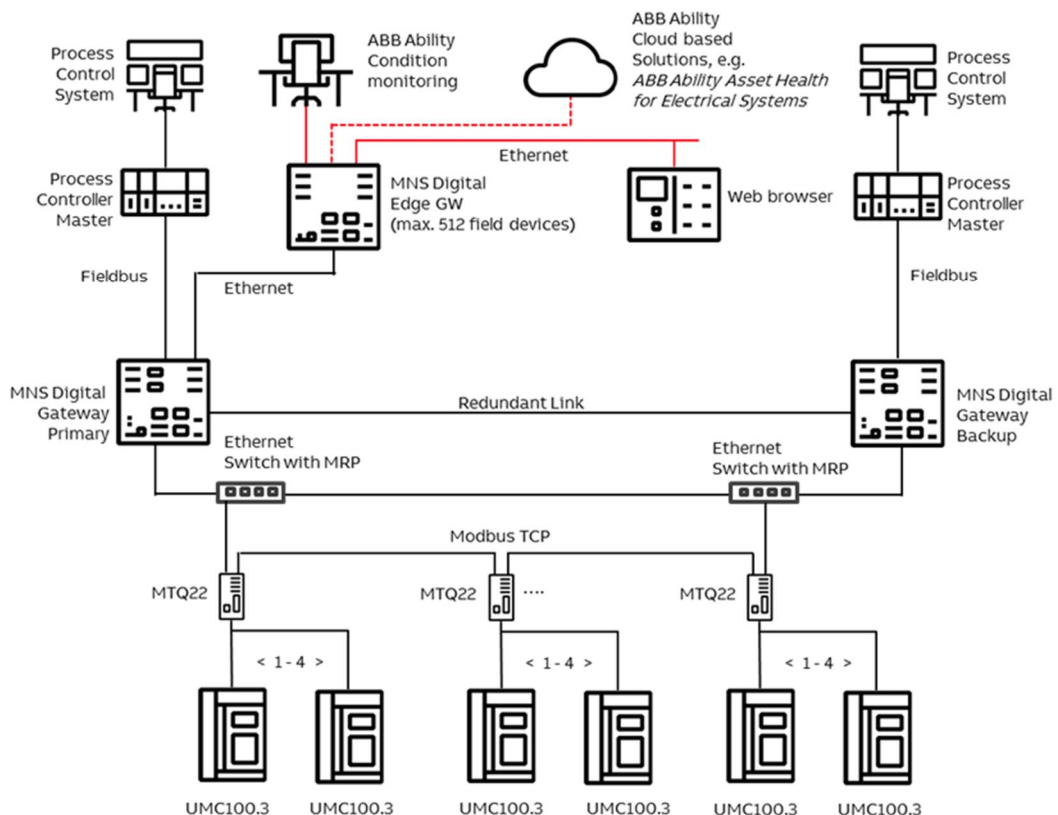 Process
Control
System
ABB Ability
Condition
monitoring
ABB Ability
Cloud based
Solutions, e.g.
ABB Ability Asset Health
for Electrical Systems
Process
Control
System
Process
Controller
Master
MNS Digital
Edge GW
(max. 512 field devices)
Ethernet
Web browser
Process
Controller
Master
Fieldbus
Ethernet
Fieldbus
MNS Digital
Gateway
Primary
Redundant Link
MNS Digital
Gateway
Backup
Ethernet
Switch with MRP
Ethernet
Switch with MRP
Modbus TCP
MTQ22
MTQ22
....
MTQ22
< 1 - 4 >
< 1 - 4 >
< 1 - 4 >
UMC100.3
UMC100.3
UMC100.3
UMC100.3
UMC100.3
UMC100.3